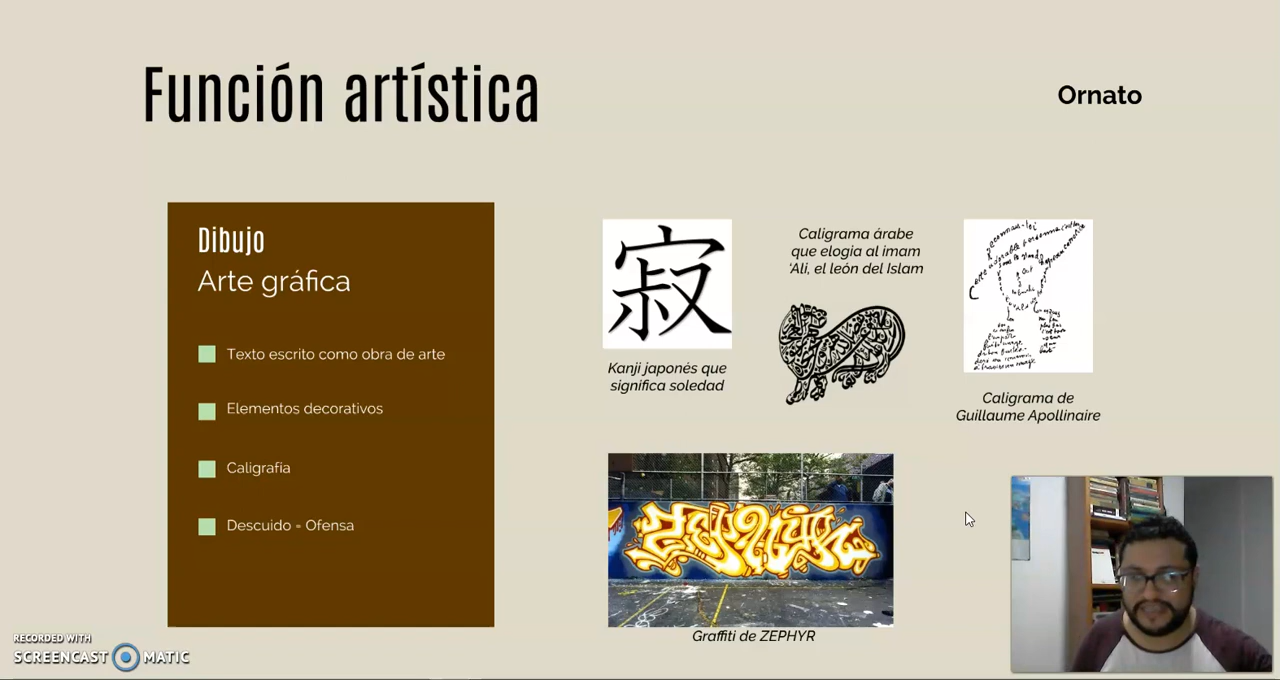 Función artística
Ornato
Dibujo
Arte gráfica
Texto escrito como obra de arte
Elementos decorativos
Caligrafia
Descuido = Ofensa
寂
Kanji japonés que
significa soledad
Caligrama árabe
que elogia al imam
‘Ali, el león del Islam
Caligrama de
Guillaume Apollinaire
ZEPHYR
Graffiti de ZEPHYR
RECORDED WITH
SCREENCAST MATIC